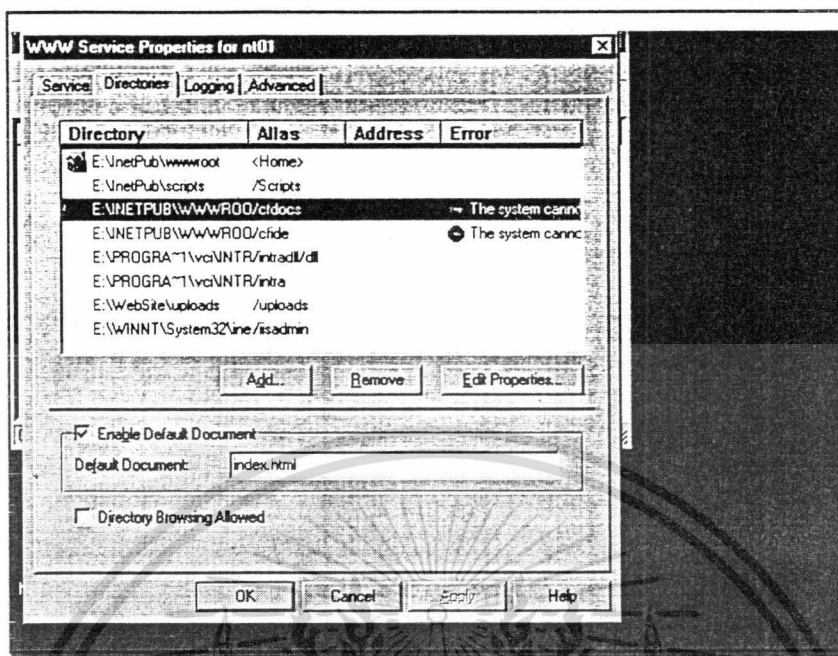 WWW Service Properties for nt01
Service Directories Logging Advanced
Directory Alias Address Error
E:\InetPub\wwwroot <Home>
E:\InetPub\scripts /Scripts
E:\INETPUB\WWWROO/cfdocs The system canno
E:\INETPUB\WWWROO/cfide The system canno
E:\PROGRA~1\vci\INTR/intradll/dll
E:\PROGRA~1\vci\INTR/intra
E:\WebSite\uploads /uploads
E:\WINNT\System32\ine/iisadmin
Add... Remove Edit Properties...
Enable Default Document
Default Document: index.html
Directory Browsing Allowed
OK Cancel Apply Help